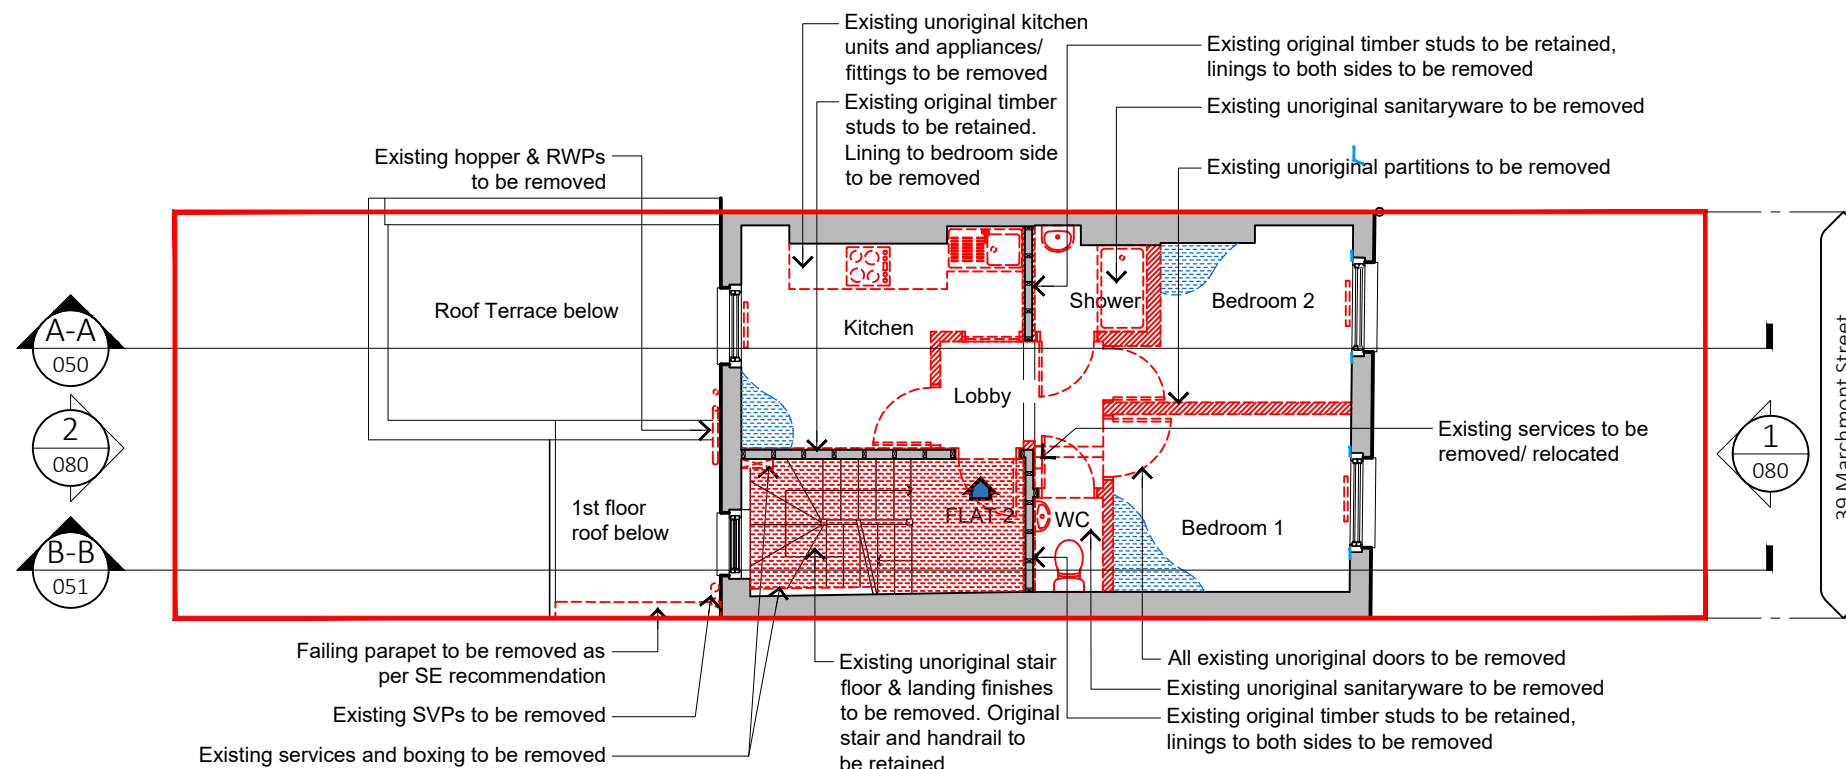 Existing unoriginal kitchen
units and appliances/
fittings to be removed
Existing original timber
studs to be retained.
Lining to bedroom side
to be removed
Existing original timber studs to be retained,
linings to both sides to be removed
Existing unoriginal sanitaryware to be removed
Existing unoriginal partitions to be removed
Existing hopper & RWPs
to be removed
Roof Terrace below
Kitchen
Shower
Bedroom 2
Lobby
A-A
050
2
080
B-B
051
1st floor
roof below
FLAT 2
WC
Bedroom 1
Existing services to be
removed/ relocated
1
080
39 Marchmont Street
Failing parapet to be removed as
per SE recommendation
Existing SVPs to be removed
Existing services and boxing to be removed
Existing unoriginal stair
floor & landing finishes
to be removed. Original
stair and handrail to
be retained
All existing unoriginal doors to be removed
Existing unoriginal sanitaryware to be removed
Existing original timber studs to be retained,
linings to both sides to be removed